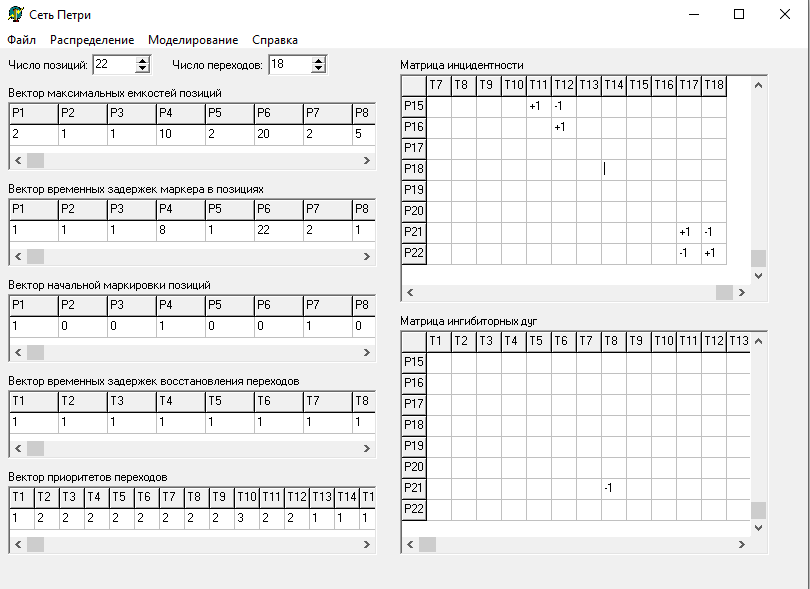 Сеть Петри
Файл Распределение Моделирование Справка
Число позиций: 22 Число переходов: 18
Вектор максимальных емкостей позиций
P1 P2 P3 P4 P5 P6 P7 P8
2 1 1 10 2 20 2 5
Вектор временных задержек маркера в позициях
P1 P2 P3 P4 P5 P6 P7 P8
1 1 1 8 1 22 2 1
Вектор начальной маркировки позиций
P1 P2 P3 P4 P5 P6 P7 P8
1 0 0 1 0 0 1 0
Вектор временных задержек восстановления переходов
T1 T2 T3 T4 T5 T6 T7 T8
1 1 1 1 1 1 1 1
Вектор приоритетов переходов
T1 T2 T3 T4 T5 T6 T7 T8 T9 T10 T11 T12 T13 T14 T1
1 2 2 2 2 2 2 2 2 3 2 2 1 1 1
Матрица инцидентности
T7 T8 T9 T10 T11 T12 T13 T14 T15 T16 T17 T18
P15 +1 -1
P16 +1
P17
P18
P19
P20
P21 +1 -1
P22 -1 +1
Матрица ингибиторных дуг
T1 T2 T3 T4 T5 T6 T7 T8 T9 T10 T11 T12 T13
P15
P16
P17
P18
P19
P20
P21 -1
P22